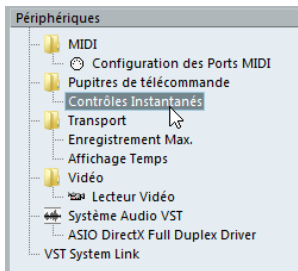 Périphériques
MIDI
Configuration des Ports MIDI
Pupitres de télécommande
Contrôles Instantanés
Transport
Enregistrement Max.
Affichage Temps
Vidéo
Lecteur Vidéo
Système Audio VST
ASIO DirectX Full Duplex Driver
VST System Link